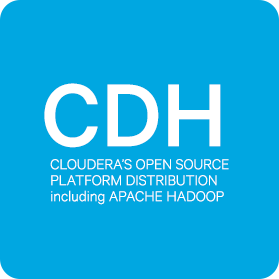 CDH
CLOUDERA'S OPEN SOURCE
PLATFORM DISTRIBUTION
including APACHE HADOOP